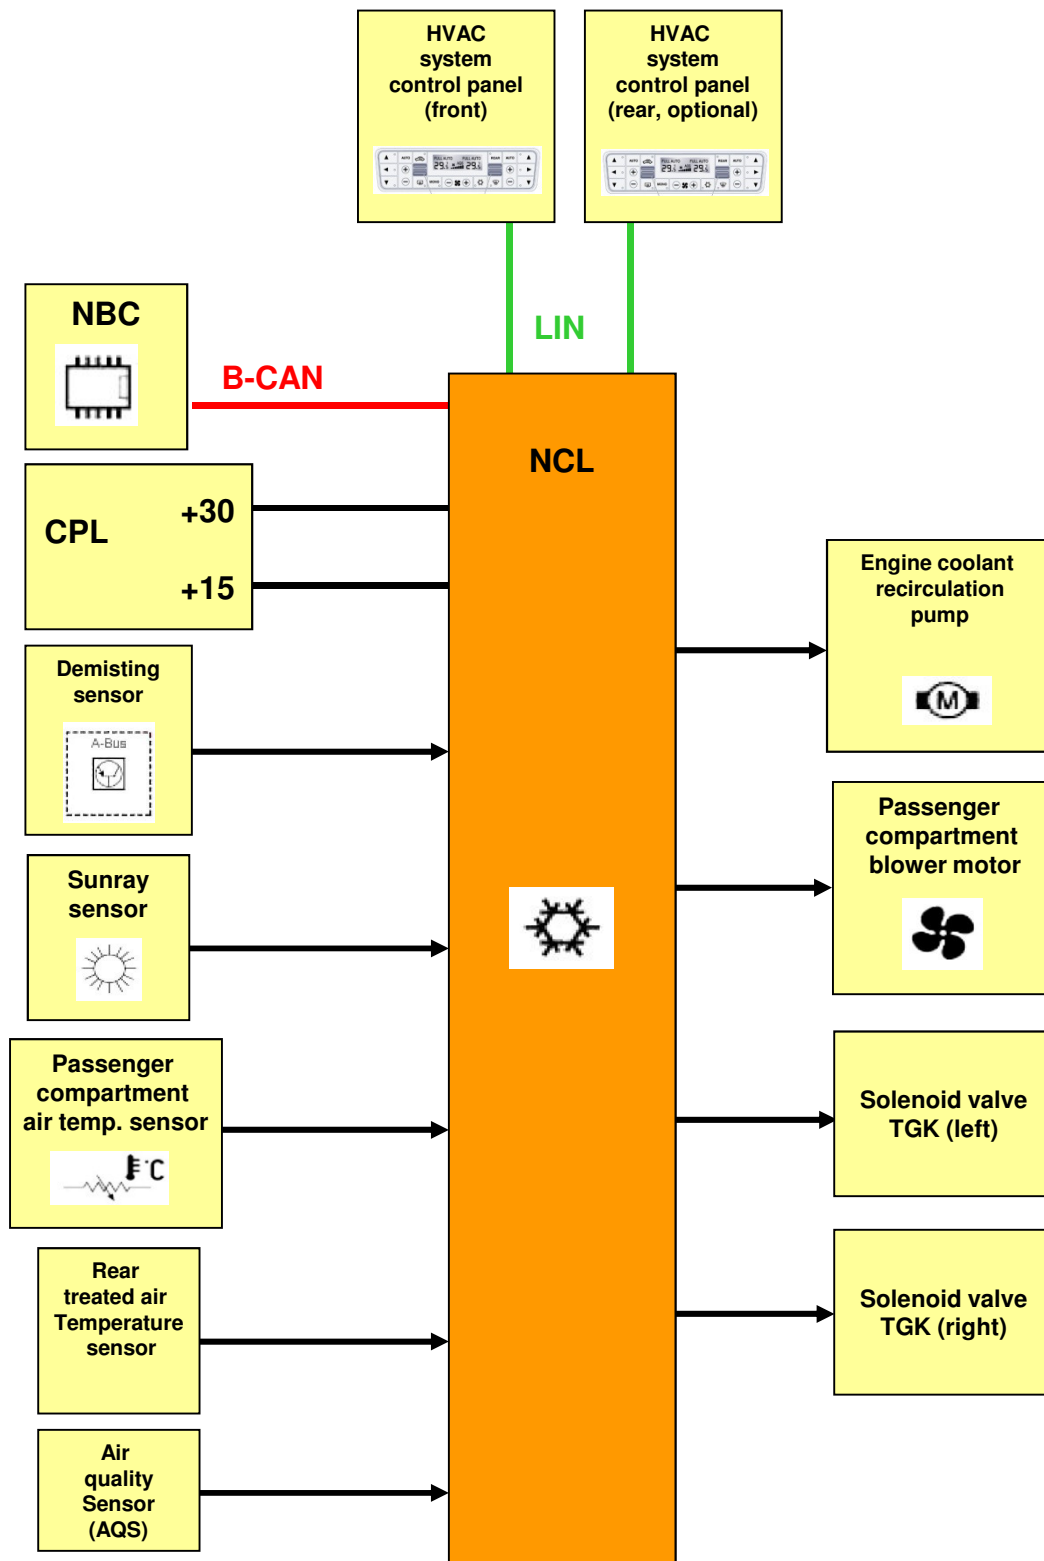 HVAC
system
control panel
(front)
HVAC
system
control panel
(rear, optional)
LIN
NBC
B-CAN
NCL
CPL
+30
+15
Demisting
sensor
A-Bus
Sunray
sensor
Passenger
compartment
air temp. sensor
°C
Rear
treated air
Temperature
sensor
Air
quality
Sensor
(AQS)
Engine coolant
recirculation
pump
M
Passenger
compartment
blower motor
Solenoid valve
TGK (left)
Solenoid valve
TGK (right)